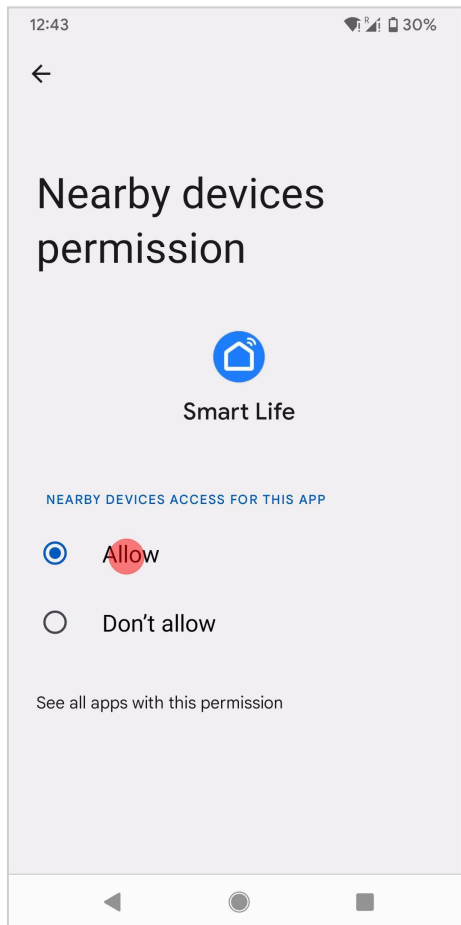 12:43
R
30%
Nearby devices
permission
Smart Life
NEARBY DEVICES ACCESS FOR THIS APP
Allow
Don’t allow
See all apps with this permission